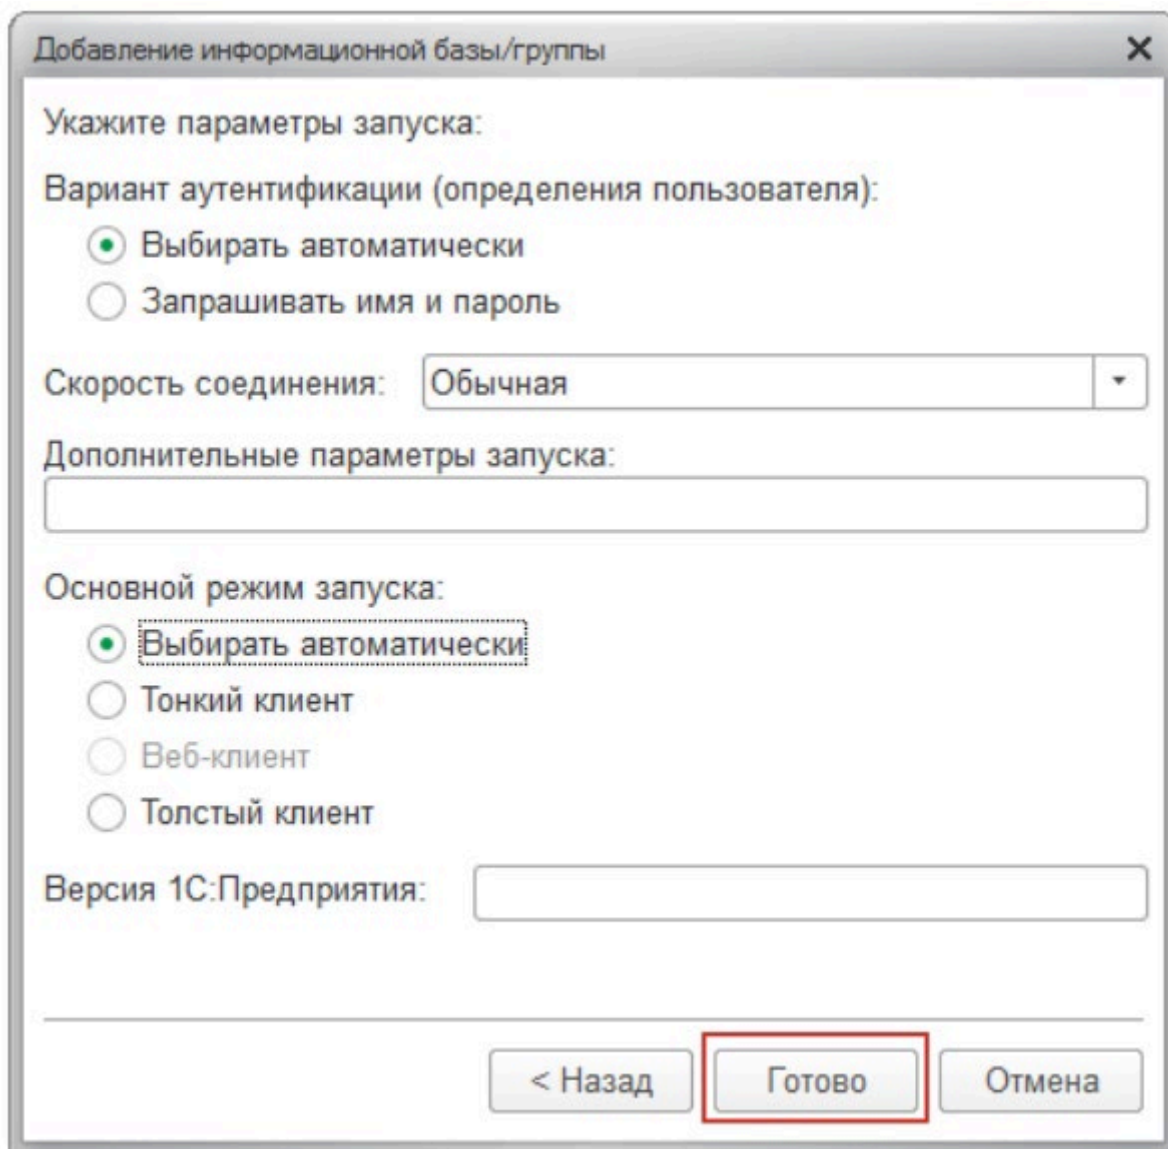 Добавление информационной базы/группы
Укажите параметры запуска:
Вариант аутентификации (определения пользователя):
Выбирать автоматически
Запрашивать имя и пароль
Скорость соединения: Обычная
Дополнительные параметры запуска:
Основной режим запуска:
Выбирать автоматически
Тонкий клиент
Веб-клиент
Толстый клиент
Версия 1С:Предприятия:
< Назад Готово Отмена